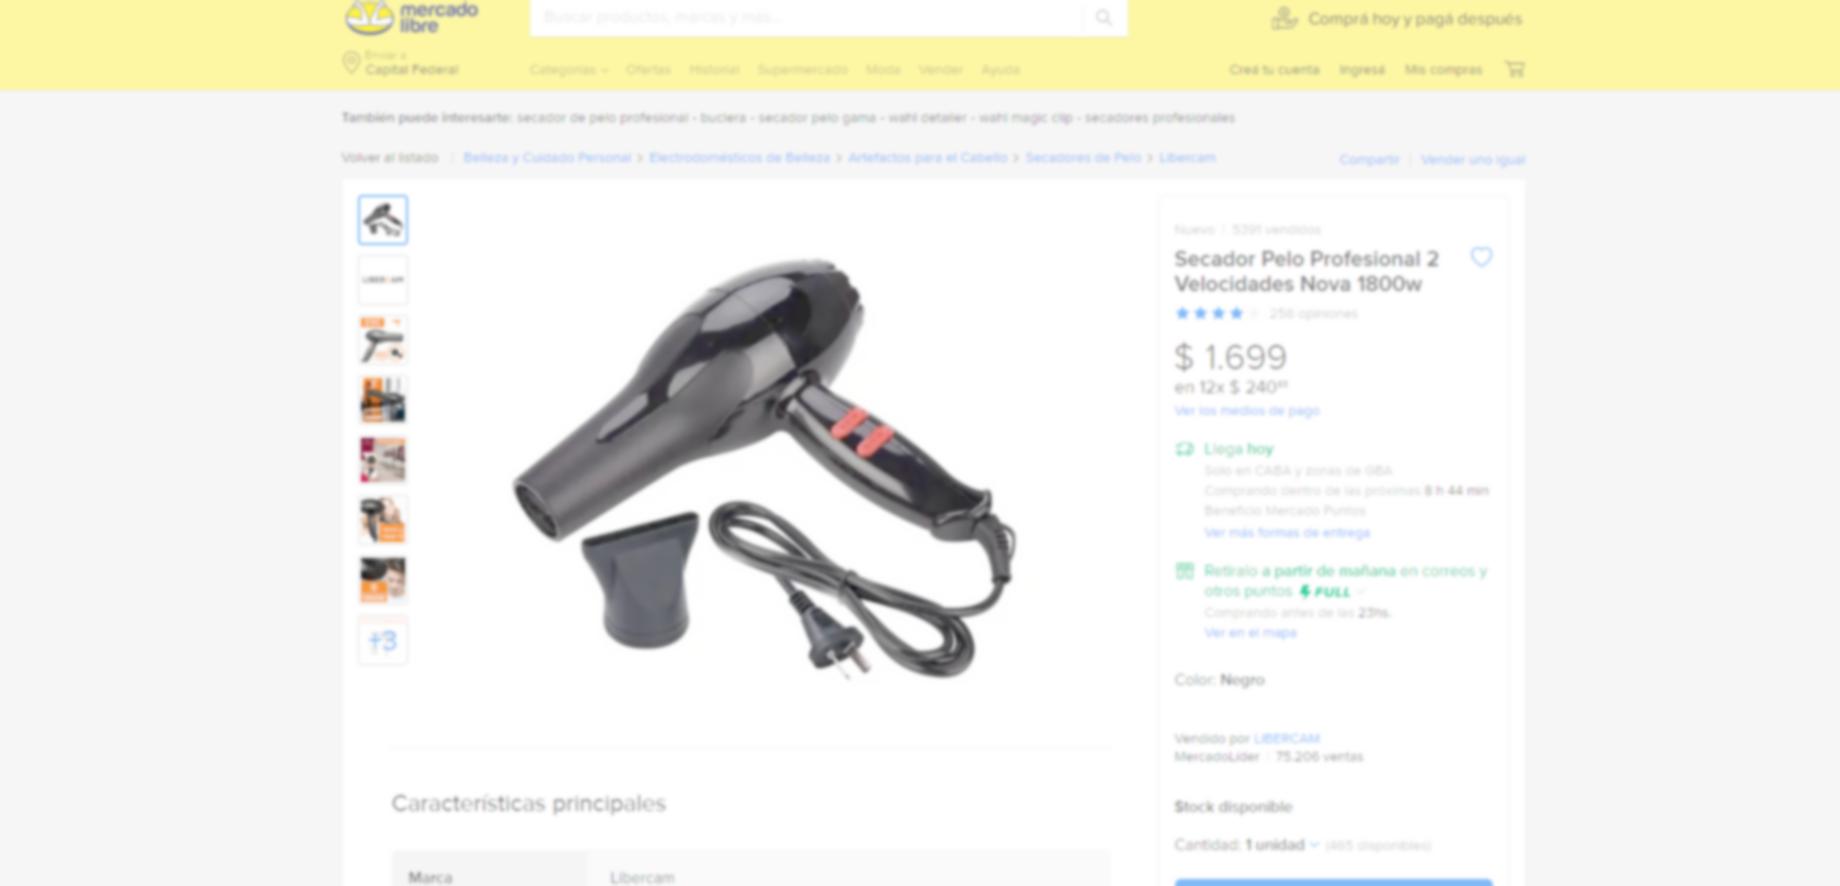 mercado
libre
Buscar productos, marcas y más...
Comprá hoy y pagá después
Enviar a
Capital Federal
Categorías
Ofertas
Historial
Supermercado
Moda
Vender
Ayuda
Creá tu cuenta
Ingresá
Mis compras
También puede interesarte: secador de pelo profesional - buclera - secador pelo gama - wahl detailer - wahl magic clip - secadores profesionales
Volver al listado | Belleza y Cuidado Personal > Electrodomésticos de Belleza > Artefactos para el Cabello > Secadores de Pelo > Libercam
Compartir | Vender uno igual
LIBERCAM
+3
Nuevo | 5391 vendidos
Secador Pelo Profesional 2
Velocidades Nova 1800w
256 opiniones
$ 1.699
en 12x $ 240
Ver los medios de pago
Llega hoy
Solo en CABA y zonas de GBA
Comprando dentro de las próximas 8 h 44 min
Beneficio Mercado Puntos
Ver más formas de entrega
Retiralo a partir de mañana en correos y
otros puntos FULL
Comprando antes de las 23hs.
Ver en el mapa
Color: Negro
Vendido por LIBERCAM
MercadoLíder | 75.206 ventas
Stock disponible
Cantidad: 1 unidad (465 disponibles)
Características principales
Marca
Libercam